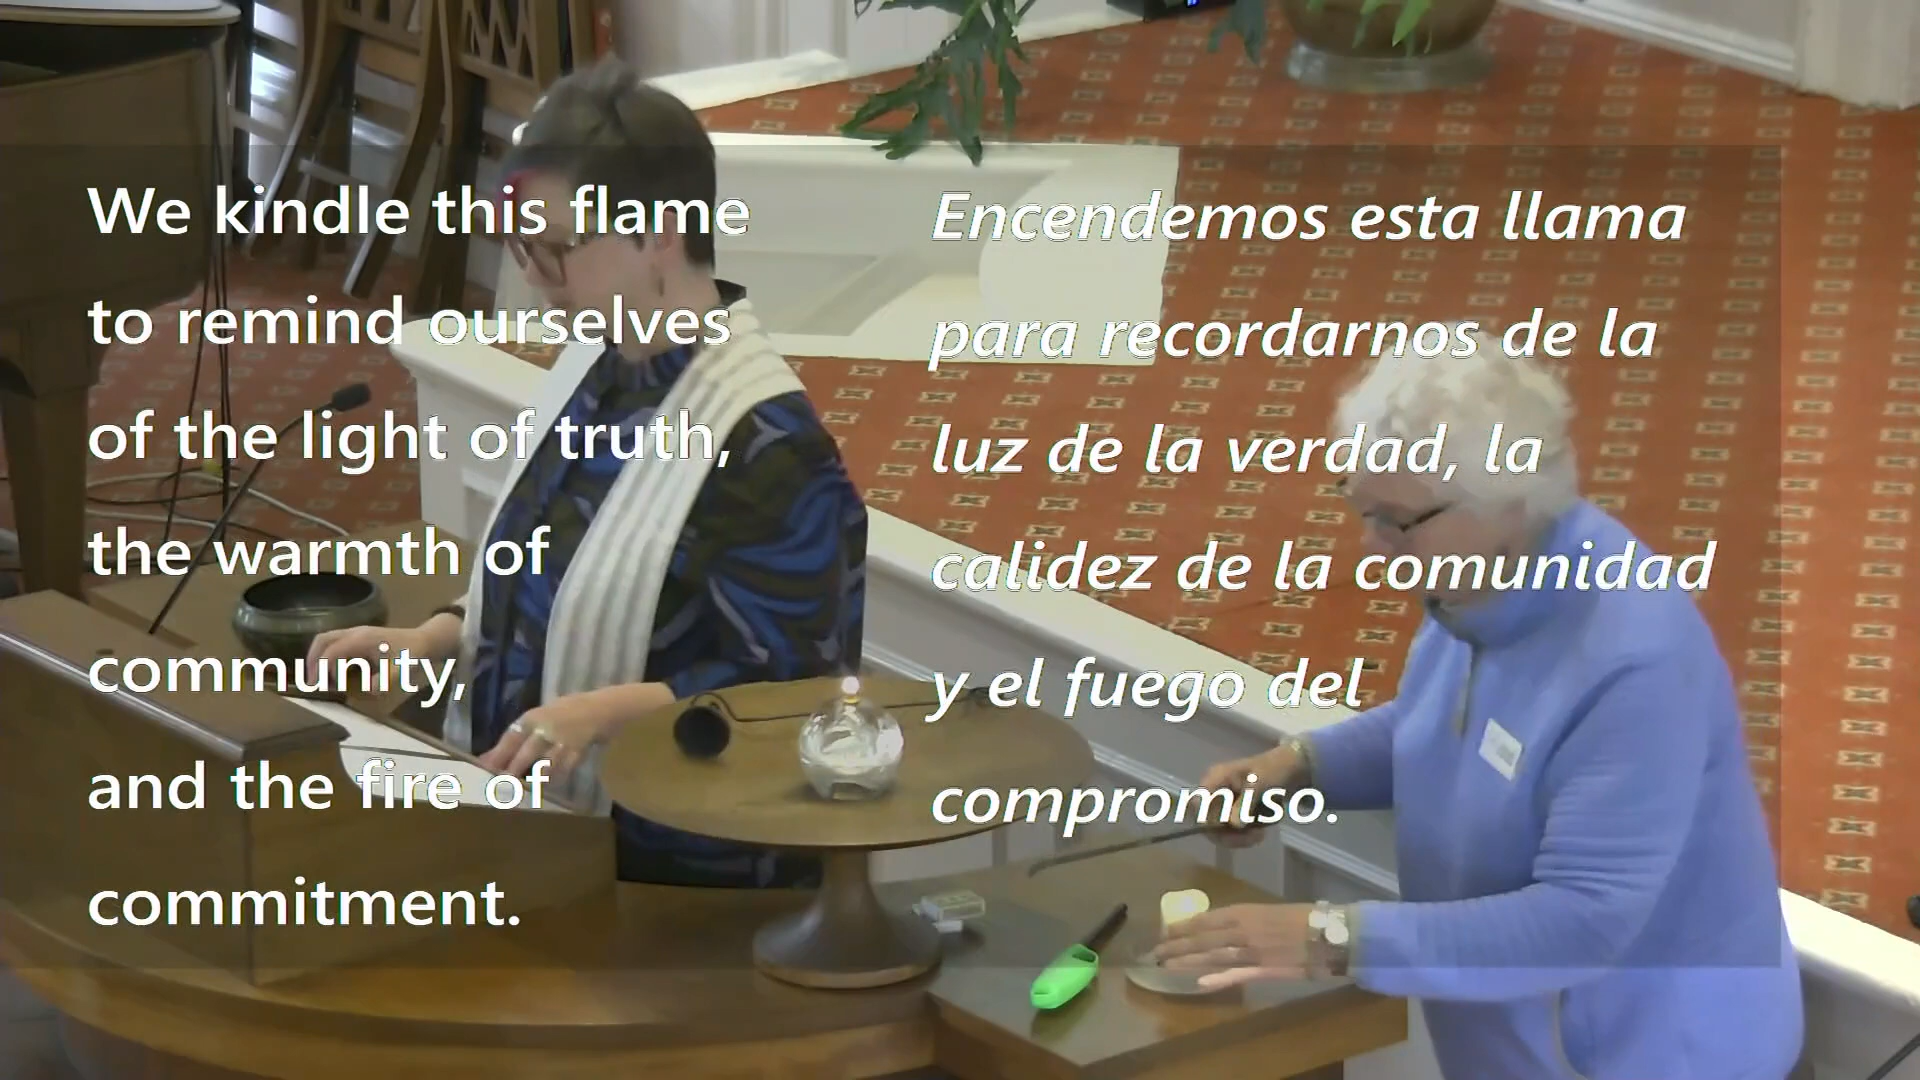 We kindle this flame
to remind ourselves
of the light of truth,
the warmth of
community,
and the fire of
commitment.
Encendemos esta llama
para recordarnos de la
luz de la verdad, la
calidez de la comunidad
y el fuego del
compromiso.